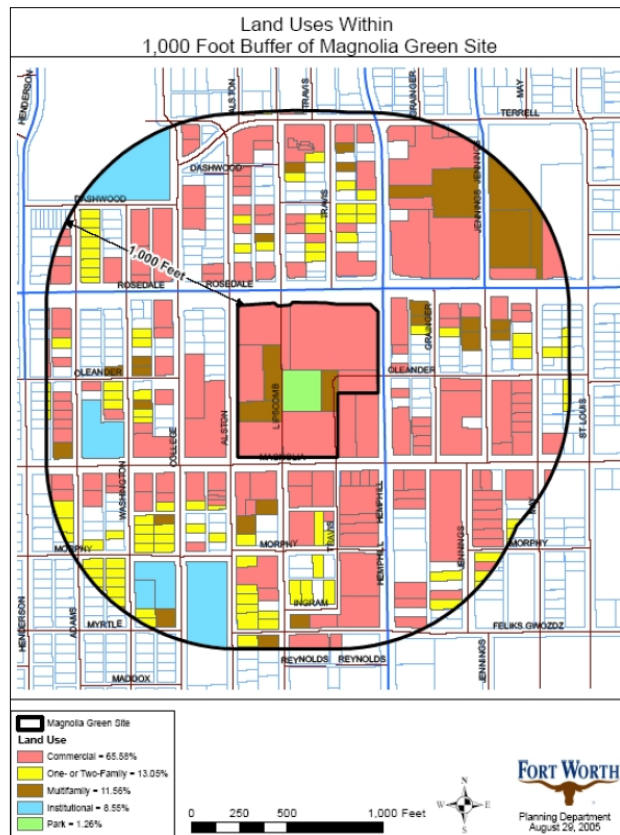 Land Uses Within
1,000 Foot Buffer of Magnolia Green Site
HENDERSON
ALSTON
TRAVIS
GRAINGER
MAY
TERRELL
DASHWOOD
DASHWOOD
TRAVIS
JENNINGS
JENNINGS
1,000 Feet
ROSEDALE
ROSEDALE
GRAINGER
OLEANDER
OLEANDER
LIPSCOMB
ALSTON
COLLEGE
ST LOUIS
MAGNOLIA
WASHINGTON
HEMPHILL
MAY
MORPHY
MORPHY
TRAVIS
JENNINGS
MORPHY
HEMPHILL
HENDERSON
ADAMS
INGRAM
MYRTLE
FELIKS GWOZDZ
REYNOLDS
REYNOLDS
JENNINGS
MADDOX
Magnolia Green Site
Land Use
Commercial = 65.58%
One- or Two-Family = 13.05%
Multifamily = 11.56%
Institutional = 8.55%
Park = 1.26%
0 250 500 1,000 Feet
N
W E
S
FORT WORTH
Planning Department
August 29, 2005